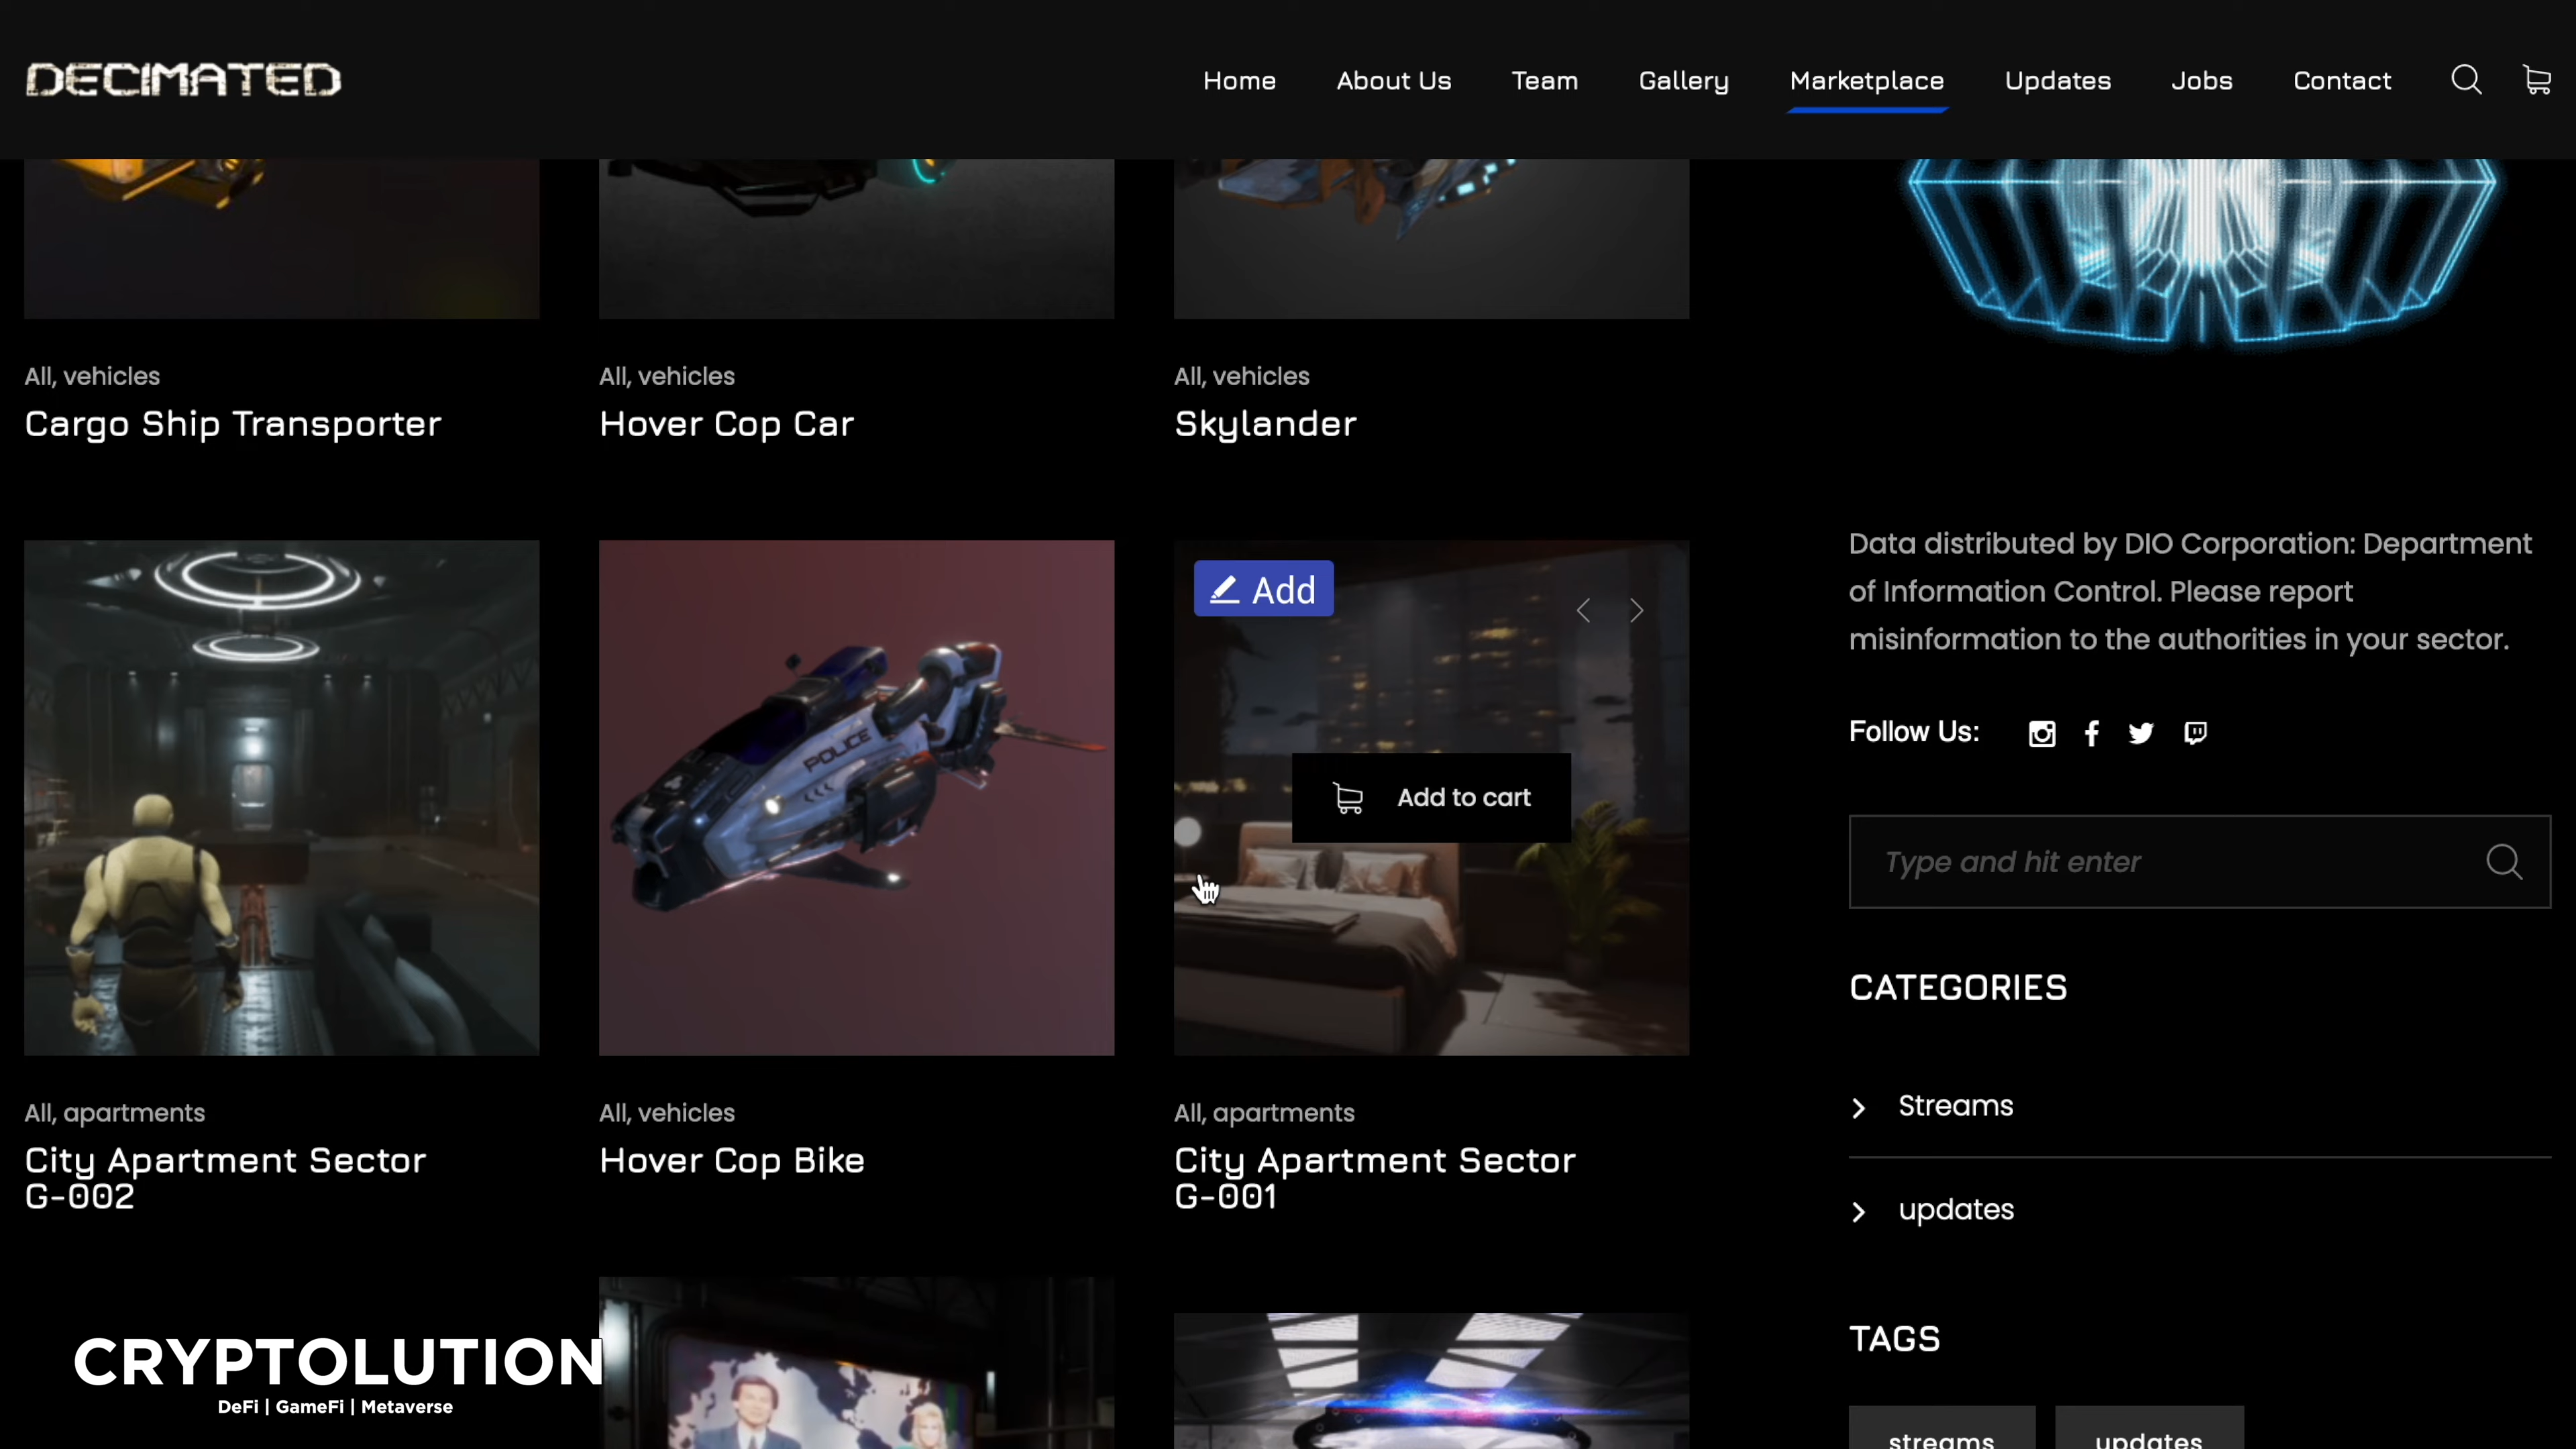 DECIMATED
Home
About Us
Team
Gallery
Marketplace
Updates
Jobs
Contact
All, vehicles
Cargo Ship Transporter
All, vehicles
Hover Cop Car
All, vehicles
Skylander
Add
POLICE
Add to cart
All, apartments
City Apartment Sector
G-002
All, vehicles
Hover Cop Bike
All, apartments
City Apartment Sector
G-001
Data distributed by DIO Corporation: Department
of Information Control. Please report
misinformation to the authorities in your sector.
Follow Us:
Type and hit enter
CATEGORIES
Streams
updates
TAGS
streams
updates
CRYPTOLUTION
DeFi | GameFi | Metaverse